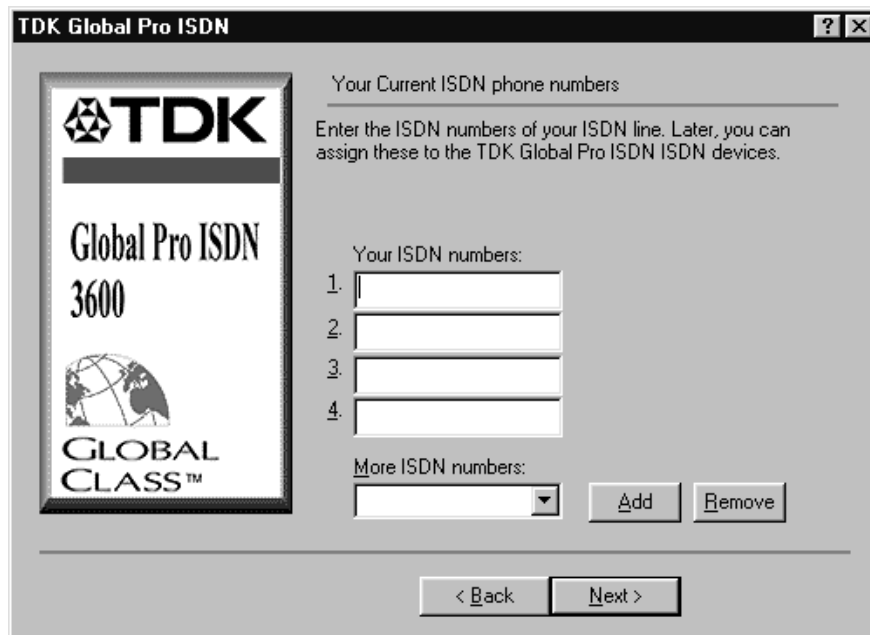 TDK Global Pro ISDN
?
Your Current ISDN phone numbers
TDK
Enter the ISDN numbers of your ISDN line. Later, you can
assign these to the TDK Global Pro ISDN ISDN devices.
Global Pro ISDN
3600
Your ISDN numbers:
1.
2.
3.
4.
GLOBAL
CLASS™
More ISDN numbers:
Add
Remove
< Back
Next >